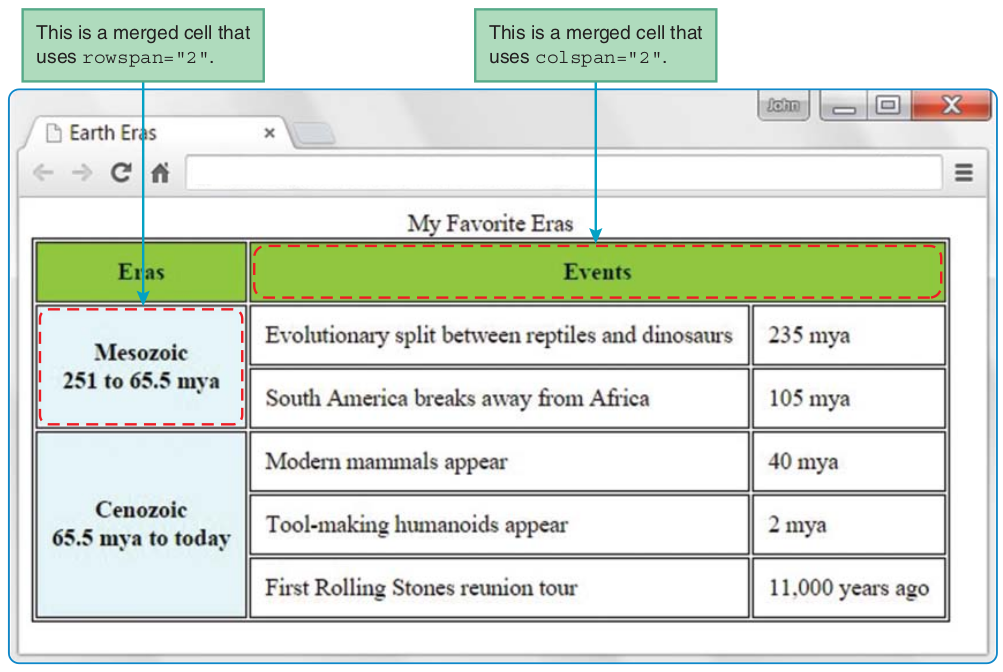 This is a merged cell that
uses rowspan="2".
This is a merged cell that
uses colspan="2".
John
Earth Eras
My Favorite Eras
Eras
Events
Mesozoic
251 to 65.5 mya
Evolutionary split between reptiles and dinosaurs
235 mya
South America breaks away from Africa
105 mya
Cenozoic
65.5 mya to today
Modern mammals appear
40 mya
Tool-making humanoids appear
2 mya
First Rolling Stones reunion tour
11,000 years ago